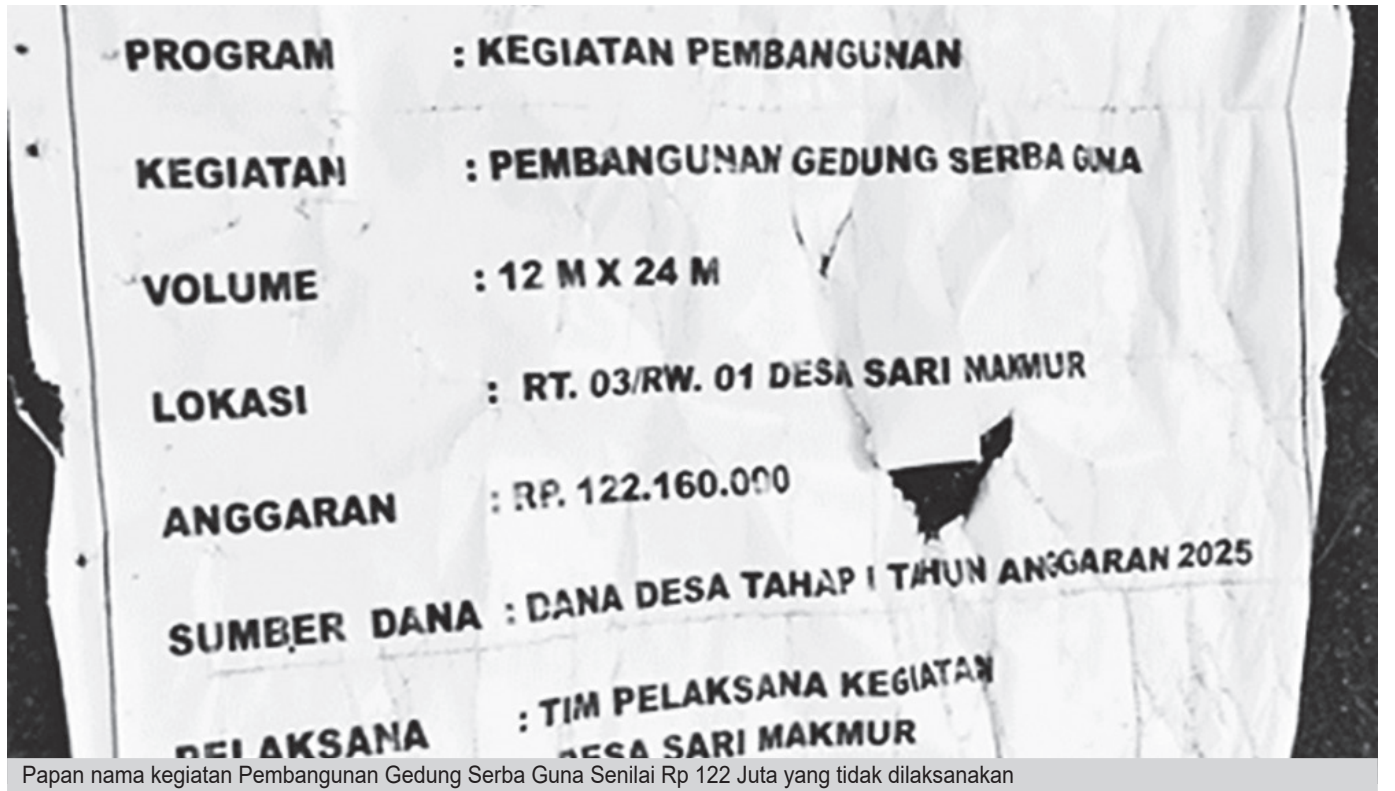 PROGRAM : KEGIATAN PEMBANGUNAN
KEGIATAN : PEMBANGUNAN GEDUNG SERBA GUNA
VOLUME : 12 M X 24 M
LOKASI : RT. 03/RW. 01 DESA SARI MAKMUR
ANGGARAN : RP. 122.160.000
SUMBER DANA : DANA DESA TAHAP I TAHUN ANGGARAN 2025
PELAKSANA : TIM PELAKSANA KEGIATAN
DESA SARI MAKMUR
Papan nama kegiatan Pembangunan Gedung Serba Guna Senilai Rp 122 Juta yang tidak dilaksanakan